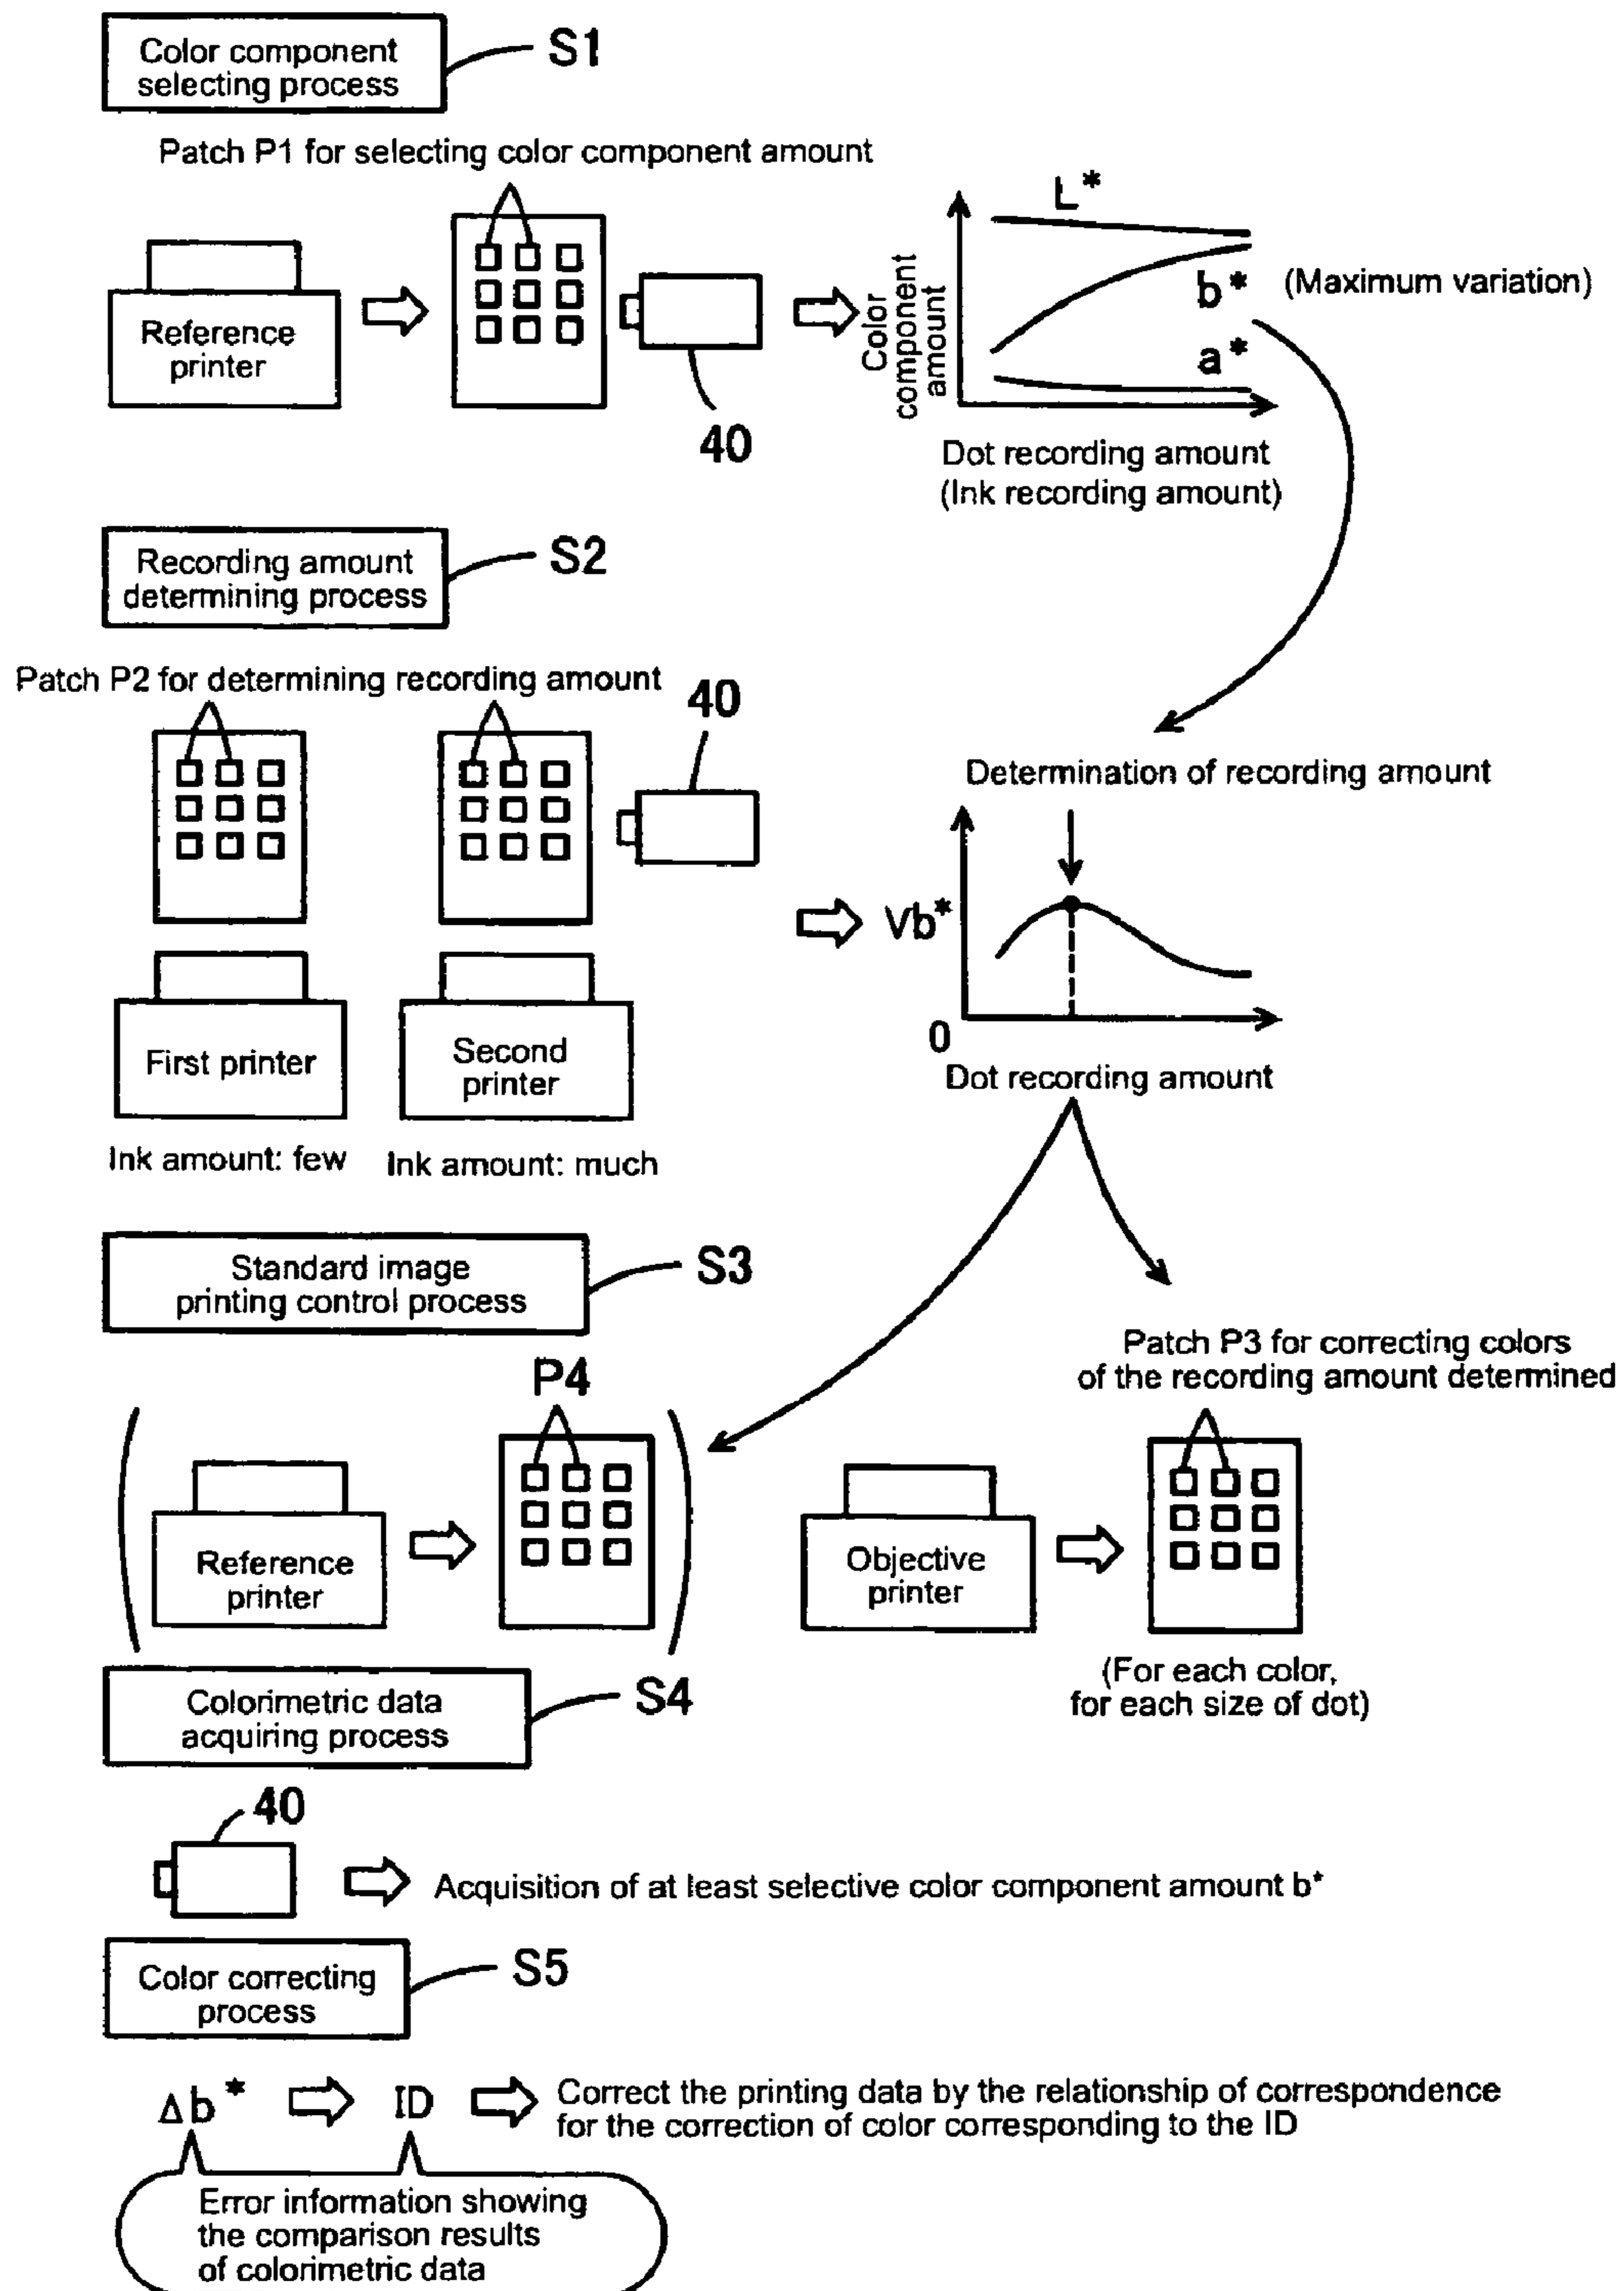 Color component
selecting process
S1
Patch P1 for selecting color component amount
Reference
printer
40
Color
component
amount
L*
b* (Maximum variation)
a*
Dot recording amount
(Ink recording amount)
Recording amount
determining process
S2
Patch P2 for determining recording amount
40
First printer
Second
printer
Ink amount: few
Ink amount: much
Determination of recording amount
Vb*
0
Dot recording amount
Standard image
printing control process
S3
P4
Reference
printer
Patch P3 for correcting colors
of the recording amount determined
Objective
printer
(For each color,
for each size of dot)
Colorimetric data
acquiring process
S4
40
Acquisition of at least selective color component amount b*
Color correcting
process
S5
Δb*
ID
Correct the printing data by the relationship of correspondence
for the correction of color corresponding to the ID
Error information showing
the comparison results
of colorimetric data